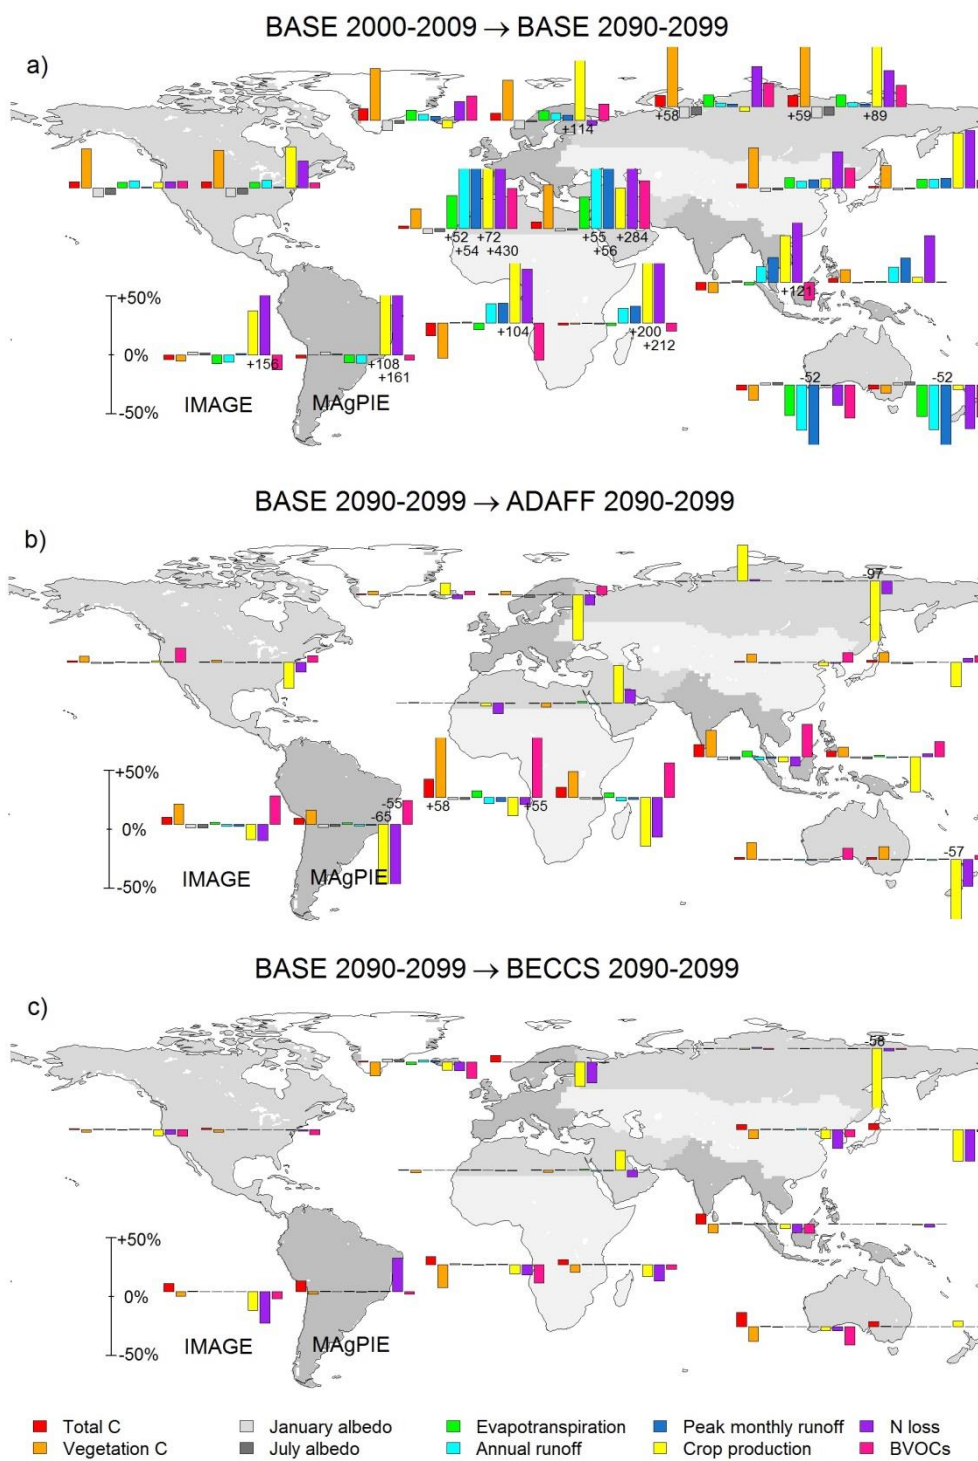 BASE 2000-2009 → BASE 2090-2099
a)
+58
+59
+89
+114
+52
+72
+54
+430
+55
+284
+56
+121
+50%
0%
-50%
+156
+108
+161
+104
+200
+212
-52
-52
IMAGE
MAgPIE
BASE 2090-2099 → ADAFF 2090-2099
b)
-97
+50%
0%
-50%
-55
-65
+58
+55
-57
IMAGE
MAgPIE
BASE 2090-2099 → BECCS 2090-2099
c)
-58
+50%
0%
-50%
IMAGE
MAgPIE
Total C
January albedo
Evapotranspiration
Peak monthly runoff
N loss
Vegetation C
July albedo
Annual runoff
Crop production
BVOCs